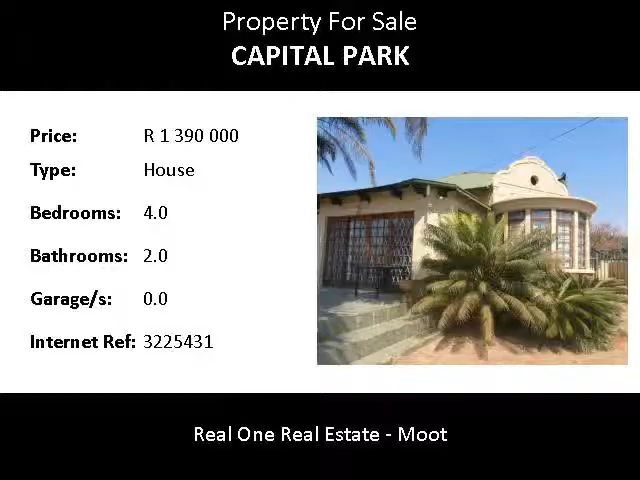 Property For Sale
CAPITAL PARK
Price: R 1 390 000
Type: House
Bedrooms: 4.0
Bathrooms: 2.0
Garage/s: 0.0
Internet Ref: 3225431
Real One Real Estate - Moot